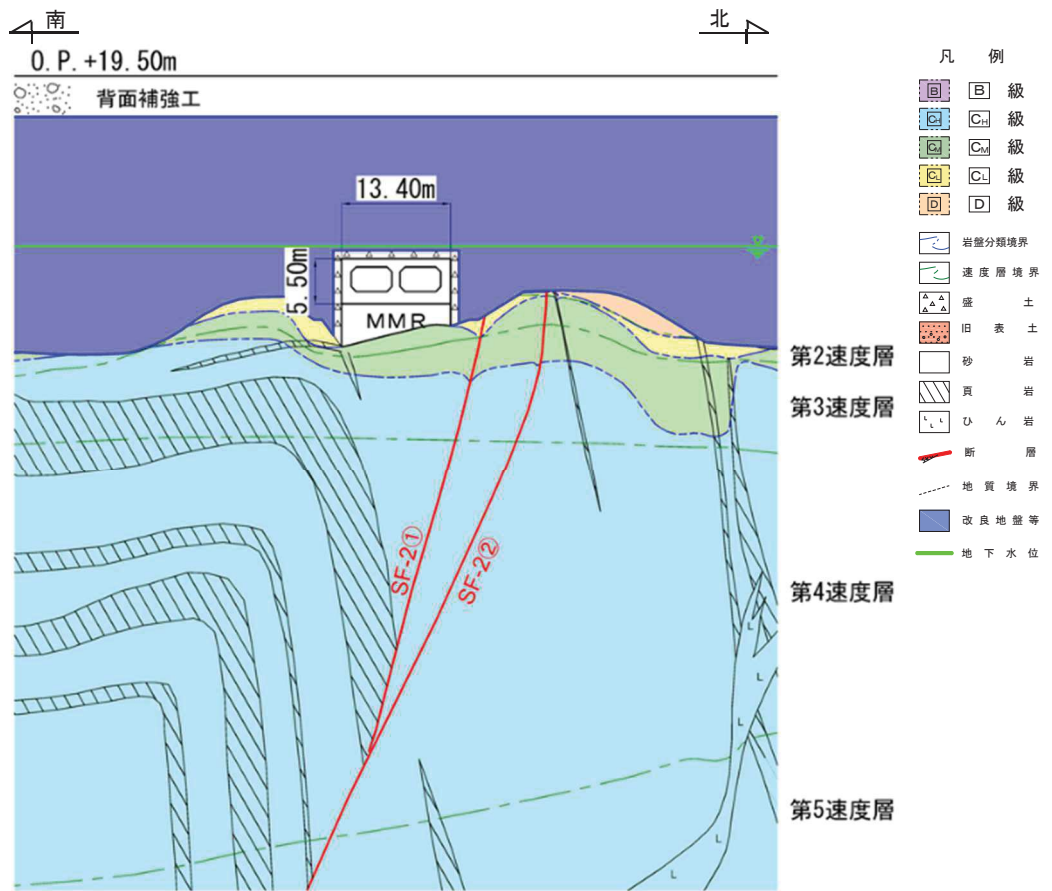 南
北
O.P.+19.50m
背面補強工
13.40m
5.50m
MMR
SF-2①
SF-2②
第2速度層
第3速度層
第4速度層
第5速度層
凡 例
B B 級
CH CH 級
CM CM 級
CL CL 級
D D 級
岩盤分類境界
速度層境界
盛 土
旧 表 土
砂 岩
頁 岩
ひ ん 岩
断 層
地 質 境 界
改 良 地 盤 等
地 下 水 位